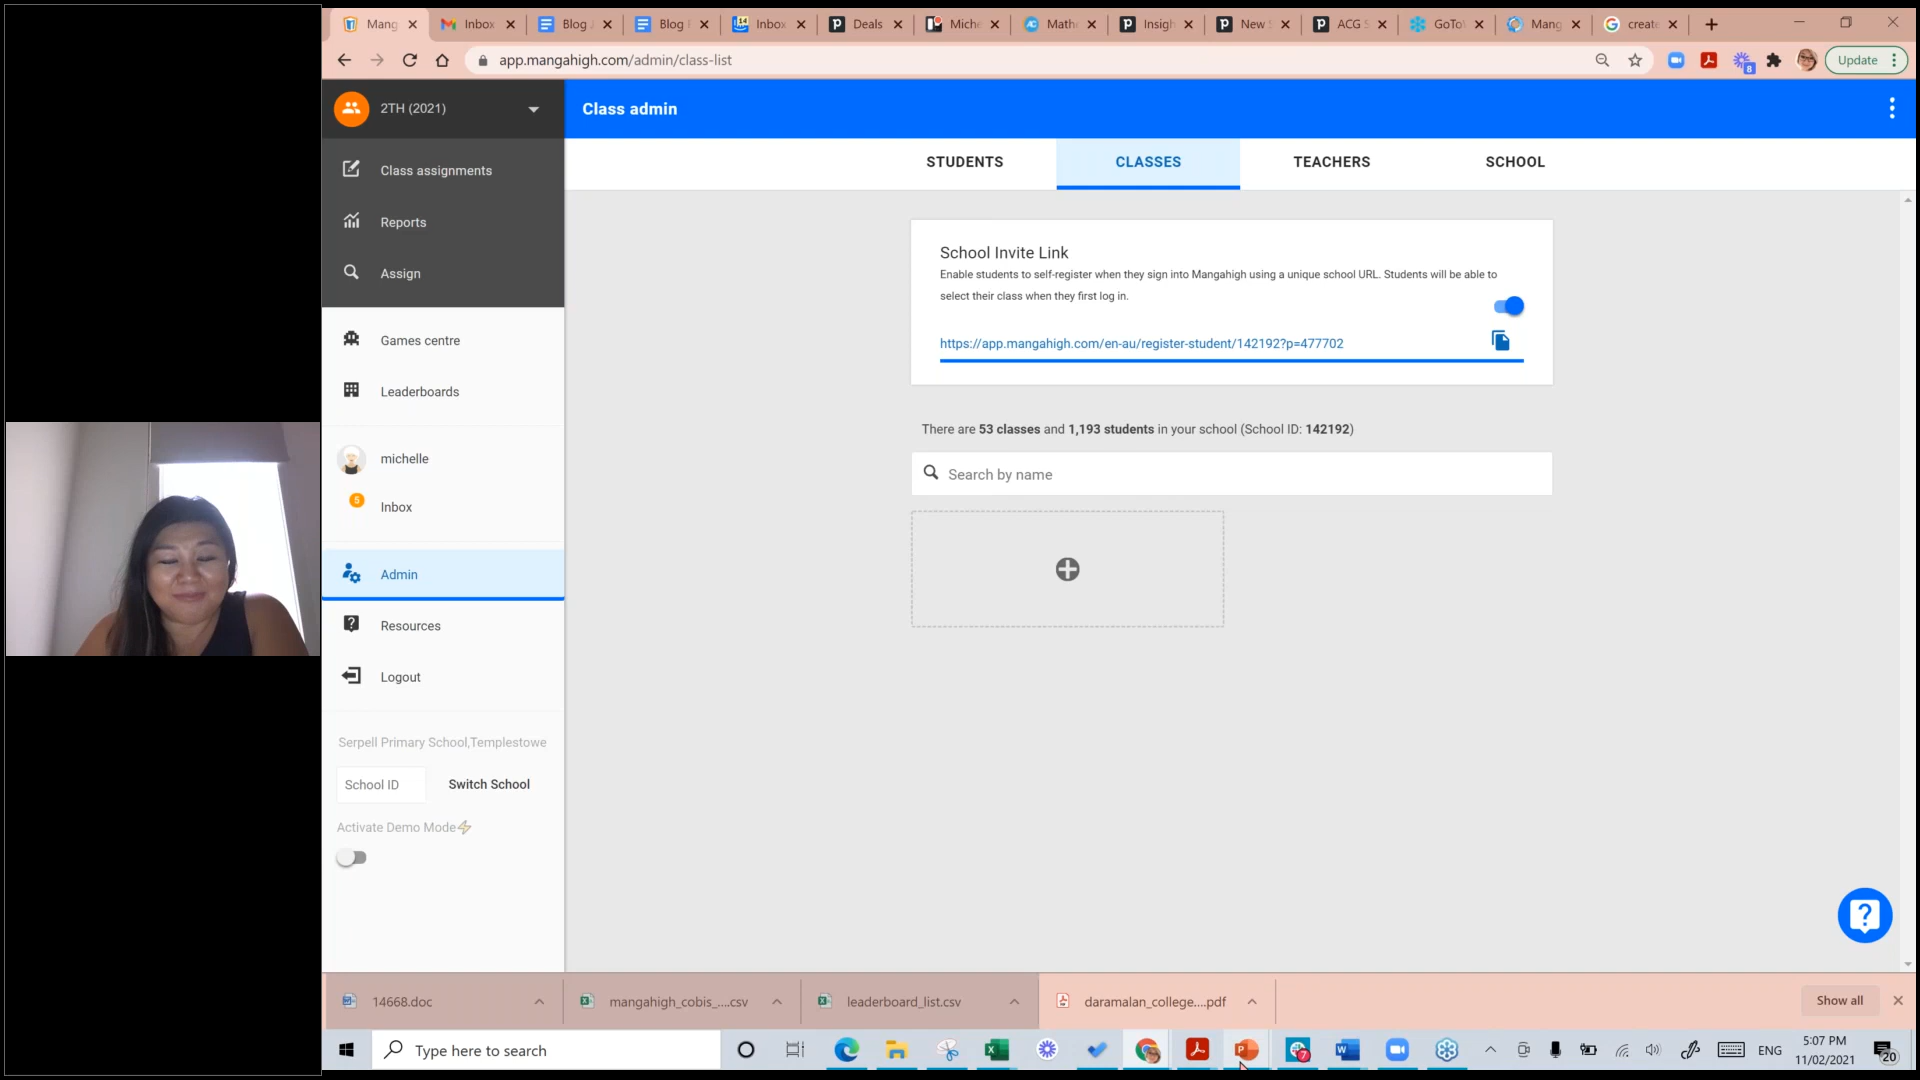 Mang
Inbox
Blog
Blog
Inbox
Deals
Miche
Math
Insigh
New
ACG S
GoTo
Mang
create
app.mangahigh.com/admin/class-list
8
Update
2TH (2021)
Class admin
Class assignments
Reports
Assign
STUDENTS
CLASSES
TEACHERS
SCHOOL
School Invite Link
Enable students to self-register when they sign into Mangahigh using a unique school URL. Students will be able to
select their class when they first log in.
https://app.mangahigh.com/en-au/register-student/142192?p=477702
Games centre
Leaderboards
There are 53 classes and 1,193 students in your school (School ID: 142192)
michelle
Search by name
5
Inbox
Admin
Resources
Logout
Serpell Primary School,Templestowe
School ID
Switch School
Activate Demo Mode⚡
14668.doc
mangahigh_cobis_....csv
leaderboard_list.csv
daramalan_college....pdf
Show all
Type here to search
7
ENG
5:07 PM
11/02/2021
20